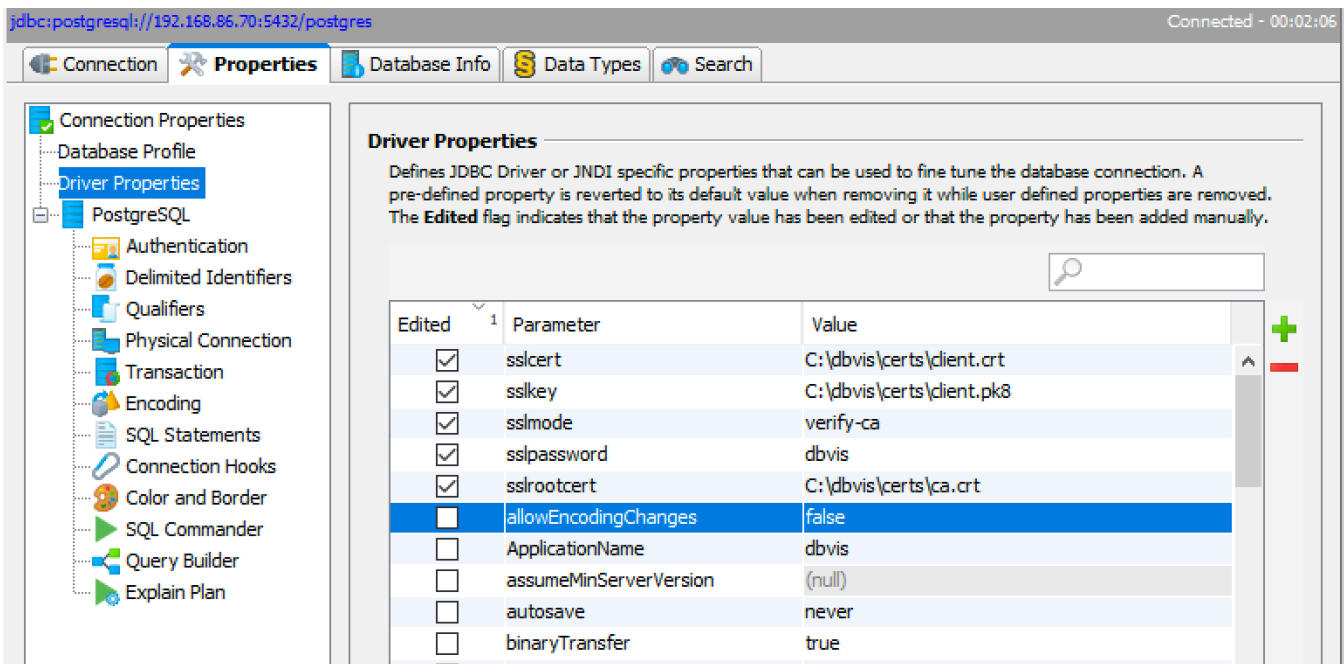 jdbc:postgresql://192.168.86.70:5432/postgres
Connected - 00:02:06
Connection
Properties
Database Info
Data Types
Search
Connection Properties
Database Profile
Driver Properties
PostgreSQL
Authentication
Delimited Identifiers
Qualifiers
Physical Connection
Transaction
Encoding
SQL Statements
Connection Hooks
Color and Border
SQL Commander
Query Builder
Explain Plan
Driver Properties
Defines JDBC Driver or JNDI specific properties that can be used to fine tune the database connection. A
pre-defined property is reverted to its default value when removing it while user defined properties are removed.
The Edited flag indicates that the property value has been edited or that the property has been added manually.
Edited 1 Parameter Value
sslcert C:\dbvis\certs\client.crt
sslkey C:\dbvis\certs\client.pk8
sslmode verify-ca
sslpassword dbvis
sslrootcert C:\dbvis\certs\ca.crt
allowEncodingChanges false
ApplicationName dbvis
assumeMinServerVersion (null)
autosave never
binaryTransfer true